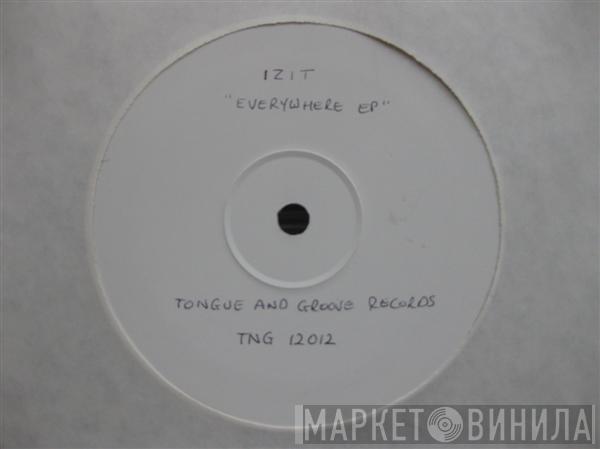 IZIT
"EVERYWHERE EP"
TONGUE AND GROOVE RECORDS
TNG 12012
МАРКЕТ ВИНИЛА